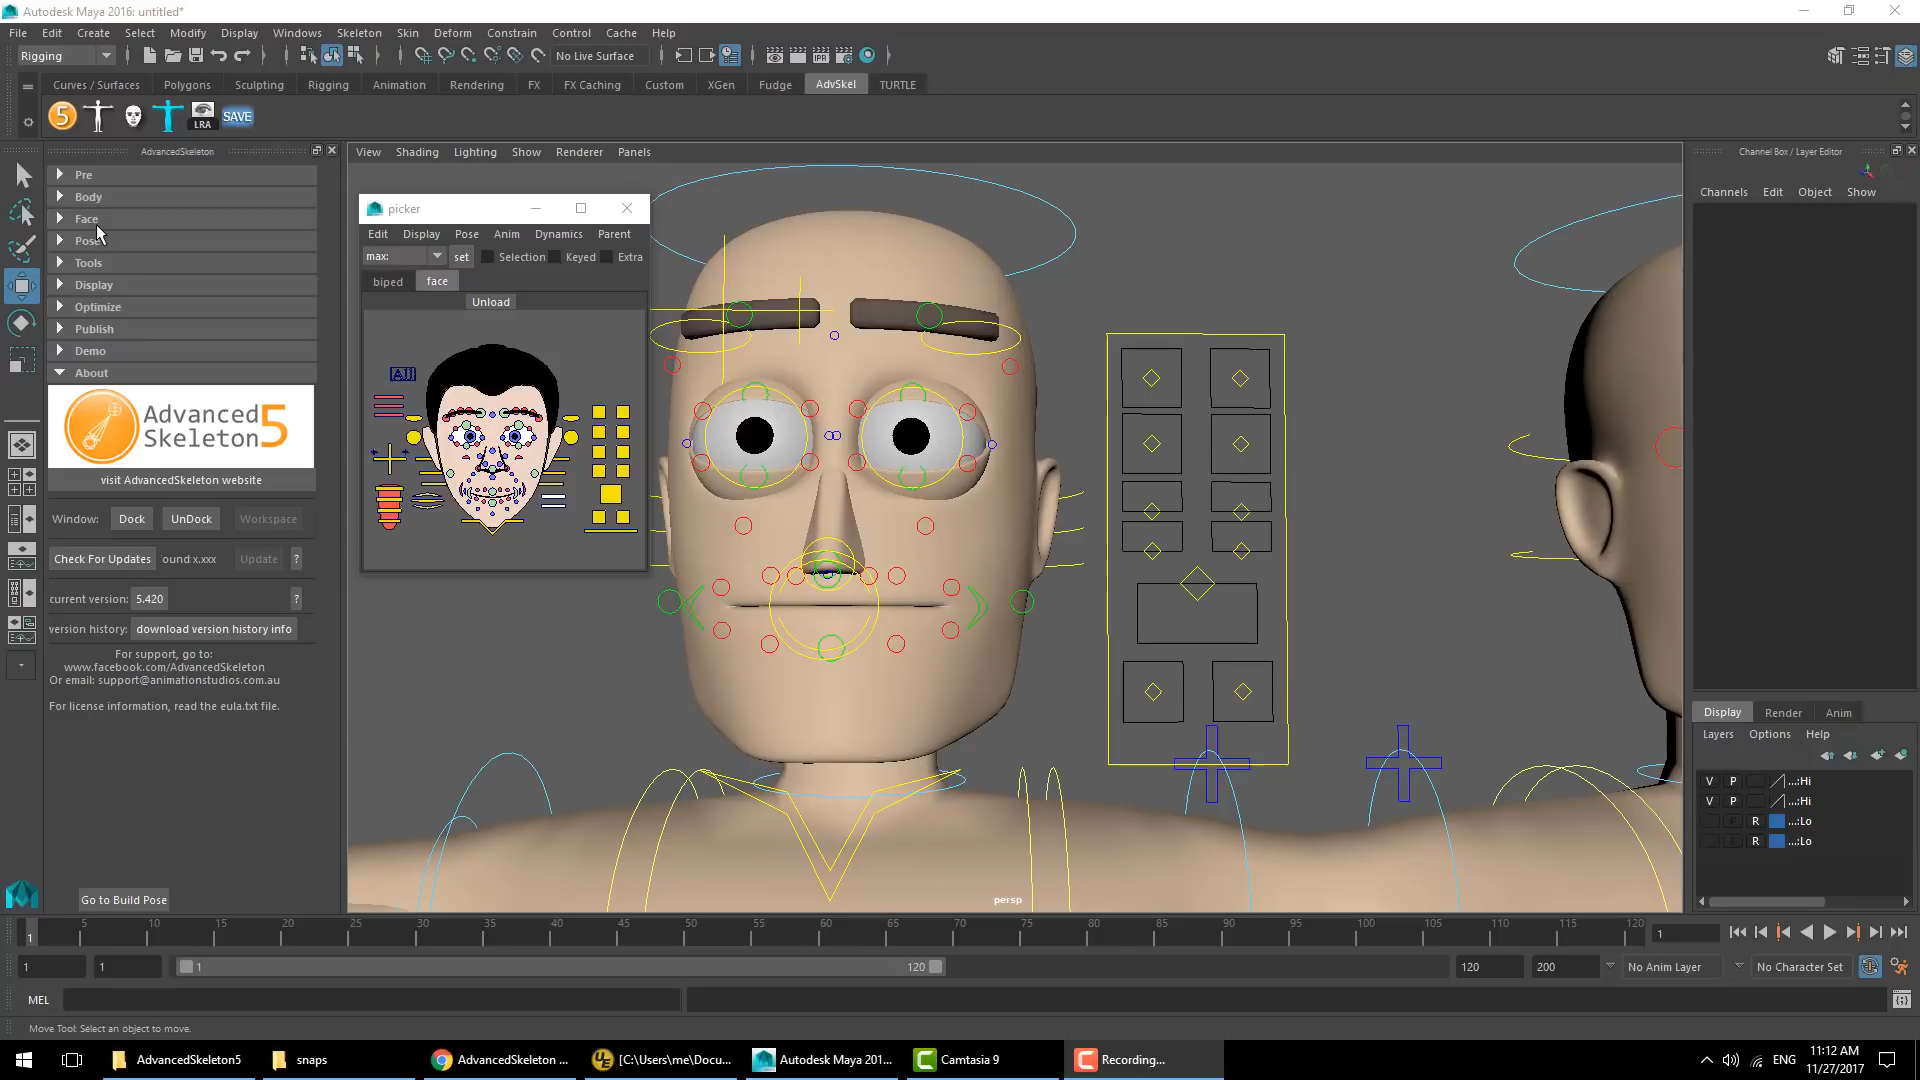 Autodesk Maya 2016: untitled*
File Edit Create Select Modify Display Windows Skeleton Skin Deform Constrain Control Cache Help
Rigging No Live Surface
Curves / Surfaces Polygons Sculpting Rigging Animation Rendering FX FX Caching Custom XGen Fudge AdvSkel TURTLE
5 LRA SAVE
AdvancedSkeleton
Pre
Body
Face
Pose
Tools
Display
Optimize
Publish
Demo
About
Advanced
Skeleton 5
visit AdvancedSkeleton website
Window: Dock UnDock Workspace
Check For Updates ound x.xxx Update ?
current version: 5.420 ?
version history: download version history info
For support, go to:
www.facebook.com/AdvancedSkeleton
Or email: support@animationstudios.com.au
For license information, read the eula.txt file.
Go to Build Pose
View Shading Lighting Show Renderer Panels
picker
Edit Display Pose Anim Dynamics Parent
max: set Selection Keyed Extra
biped face
Unload
All
persp
Channel Box / Layer Editor
Channels Edit Object Show
Display Render Anim
Layers Options Help
V P ...:Hi
V P ...:Hi
R ...:Lo
R ...:Lo
1 5 10 15 20 25 30 35 40 45 50 55 60 65 70 75 80 85 90 95 100 105 110 115 120 1
1 1 1 120 120 200 No Anim Layer No Character Set
MEL
Move Tool: Select an object to move.
AdvancedSkeleton5 snaps AdvancedSkeleton ... [C:\Users\me\Docu... Autodesk Maya 201... Camtasia 9 Recording... ENG 11:12 AM
11/27/2017